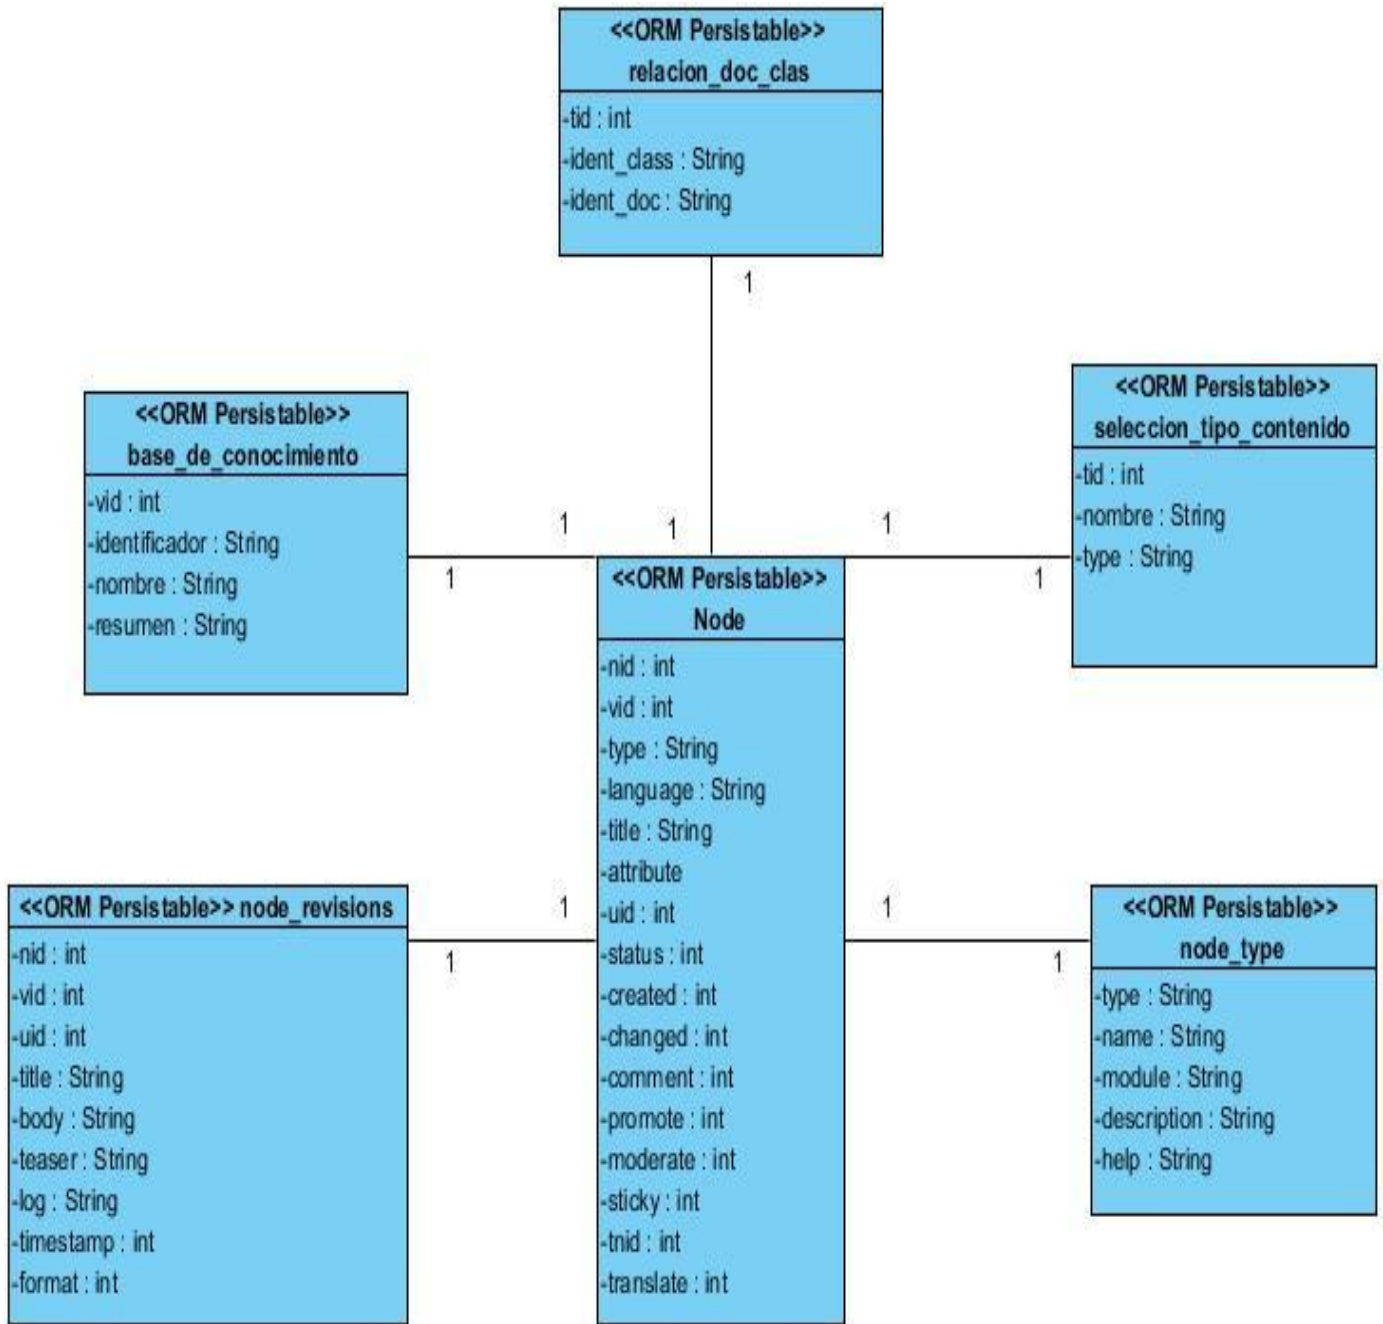 <<ORM Persistable>>
relacion_doc_clas
-tid : int
-ident_class : String
-ident_doc : String
1
<<ORM Persistable>>
base_de_conocimiento
-vid : int
-identificador : String
-nombre : String
-resumen : String
<<ORM Persistable>>
seleccion_tipo_contenido
-tid : int
-nombre : String
-type : String
1
1
1
1
1
<<ORM Persistable>>
Node
-nid : int
-vid : int
-type : String
-language : String
-title : String
-attribute
-uid : int
-status : int
-created : int
-changed : int
-comment : int
-promote : int
-moderate : int
-sticky : int
-tnid : int
-translate : int
<<ORM Persistable>> node_revisions
-nid : int
-vid : int
-uid : int
-title : String
-body : String
-teaser : String
-log : String
-timestamp : int
-format : int
1
1
1
1
<<ORM Persistable>>
node_type
-type : String
-name : String
-module : String
-description : String
-help : String